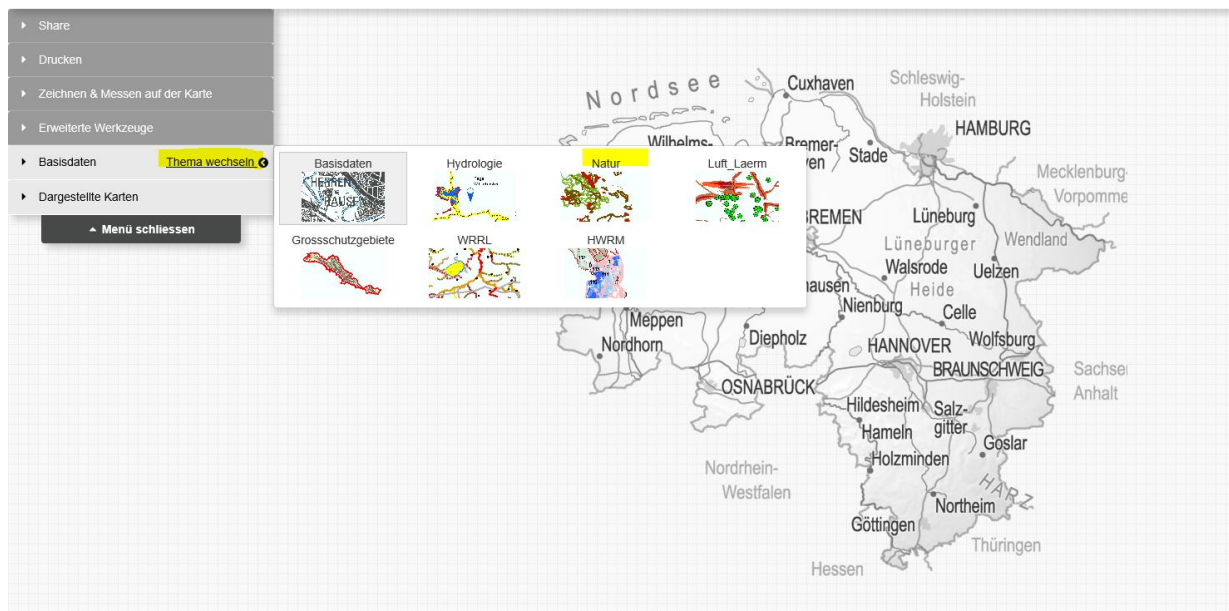 Share
Drucken
Zeichnen & Messen auf der Karte
Erweiterte Werkzeuge
Basisdaten
Thema wechseln
Dargestellte Karten
Menü schliessen
Basisdaten
Hydrologie
Natur
Luft_Laerm
Grossschutzgebiete
WRRL
HWRM
Nordsee
Cuxhaven
Schleswig-
Holstein
HAMBURG
Wilhelms-
Bremer-
ven
Stade
Mecklenburg-
Vorpomme
BREMEN
Lüneburg
Lüneburger
Heide
Wendland
Walsrode
Uelzen
hausen
Nienburg
Celle
Meppen
Nordhorn
Diepholz
HANNOVER
Wolfsburg
BRAUNSCHWEIG
Sachsen
Anhalt
OSNABRÜCK
Hildesheim
Salz-
gitter
Hameln
Goslar
Holzminden
Nordrhein-
Westfalen
HARZ
Northeim
Göttingen
Thüringen
Hessen